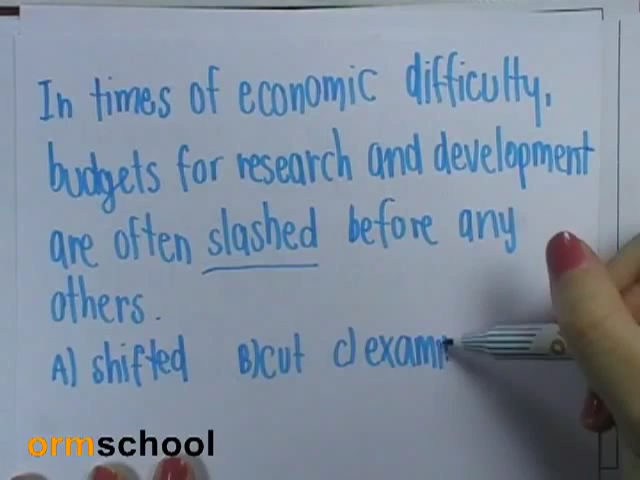 In times of economic difficulty,
budgets for research and development
are often slashed before any
others.
A) shifted B) cut c) exam
ormschool